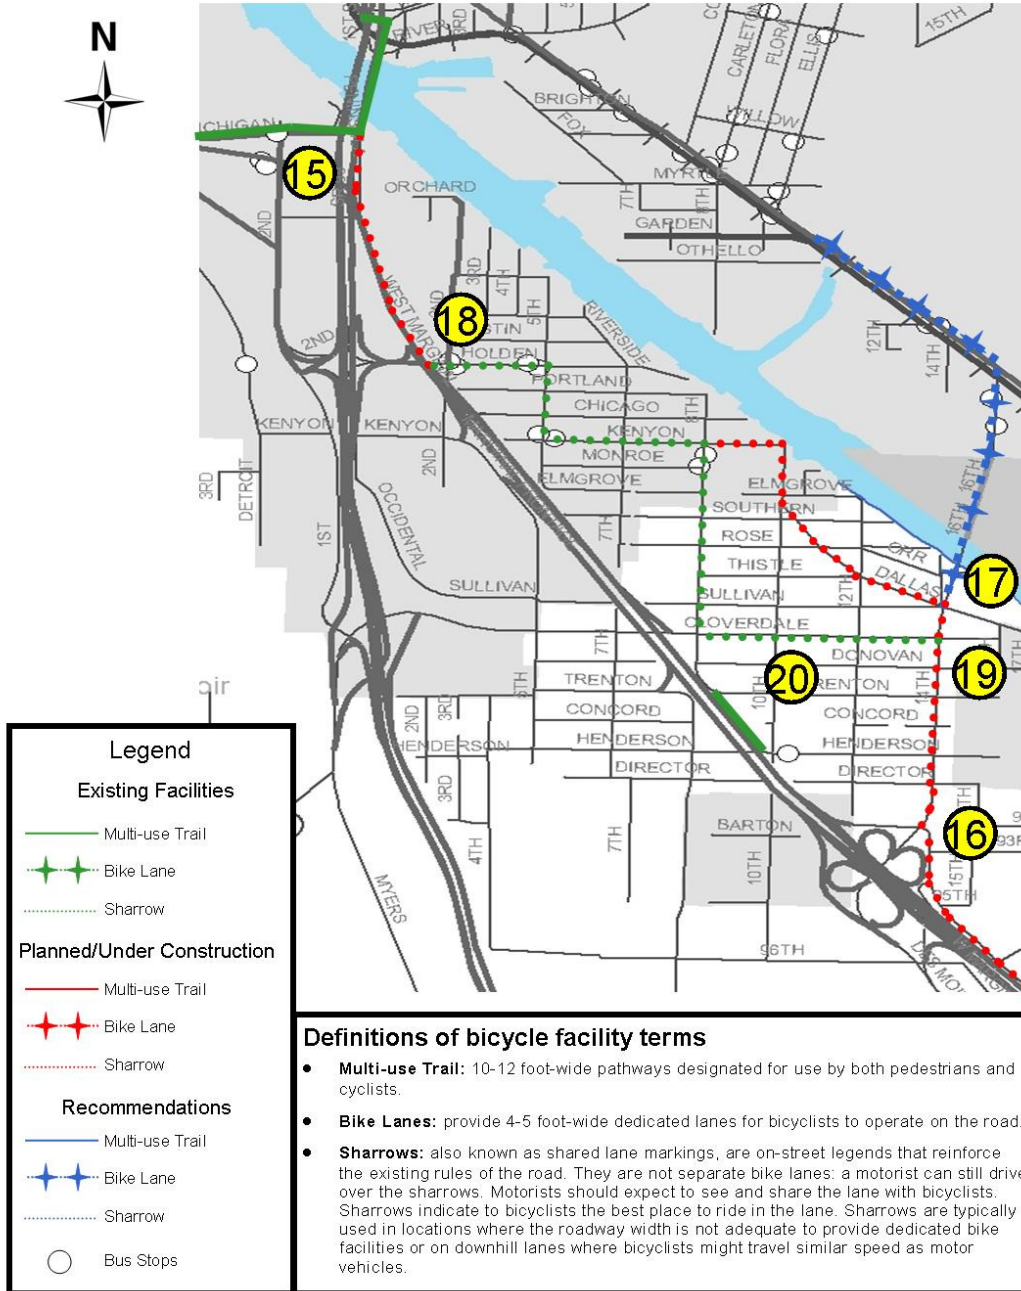 N
RIVER
3RD
CARLETON
FLORA
ELLIS
15TH
BRIGHTON
FOX
WILLOW
MICHIGAN
15
ORCHARD
MYRTLE
7TH
8TH
GARDEN
OTHELLO
2ND
3RD
4TH
5TH
RIVERSIDE
WEST MARGINAL
2ND
18
HOLDEN
2ND
PORTLAND
CHICAGO
8TH
12TH
14TH
KENYON
KENYON
KENYON
MONROE
2ND
3RD
DETROIT
ELMGROVE
ELMGROVE
16TH
OCCIDENTAL
SOUTHERN
16TH
1ST
7TH
ROSE
ORR
THISTLE
DALLAS
17
SULLIVAN
12TH
SULLIVAN
CLOVERDALE
7TH
DONOVAN
17TH
TRENTON
20
19
10TH
14TH
2ND
3RD
CONCORD
CONCORD
HENDERSON
HENDERSON
HENDERSON
DIRECTOR
DIRECTOR
3RD
BARTON
16
4TH
7TH
10TH
15TH
95TH
MYERS
96TH
Legend
Existing Facilities
Multi-use Trail
Bike Lane
Sharrow
Planned/Under Construction
Multi-use Trail
Bike Lane
Sharrow
Recommendations
Multi-use Trail
Bike Lane
Sharrow
Bus Stops
Definitions of bicycle facility terms
• Multi-use Trail: 10-12 foot-wide pathways designated for use by both pedestrians and
cyclists.
• Bike Lanes: provide 4-5 foot-wide dedicated lanes for bicyclists to operate on the road.
• Sharrows: also known as shared lane markings, are on-street legends that reinforce
the existing rules of the road. They are not separate bike lanes: a motorist can still drive
over the sharrows. Motorists should expect to see and share the lane with bicyclists.
Sharrows indicate to bicyclists the best place to ride in the lane. Sharrows are typically
used in locations where the roadway width is not adequate to provide dedicated bike
facilities or on downhill lanes where bicyclists might travel similar speed as motor
vehicles.